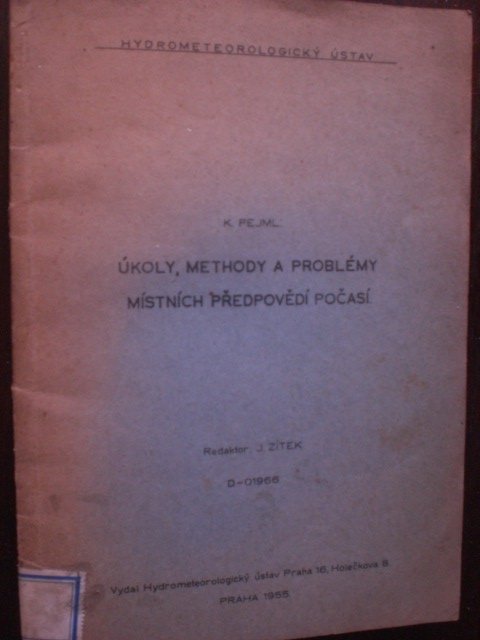 HYDROMETEOROLOGICKÝ ÚSTAV
K. PEJML:
ÚKOLY, METHODY A PROBLÉMY
MÍSTNÍCH PŘEDPOVĚDÍ POČASÍ.
Redaktor: J. ZÍTEK
D-01966
Vydal Hydrometeorologický ústav Praha 16, Holečkova 8
PRAHA 1955